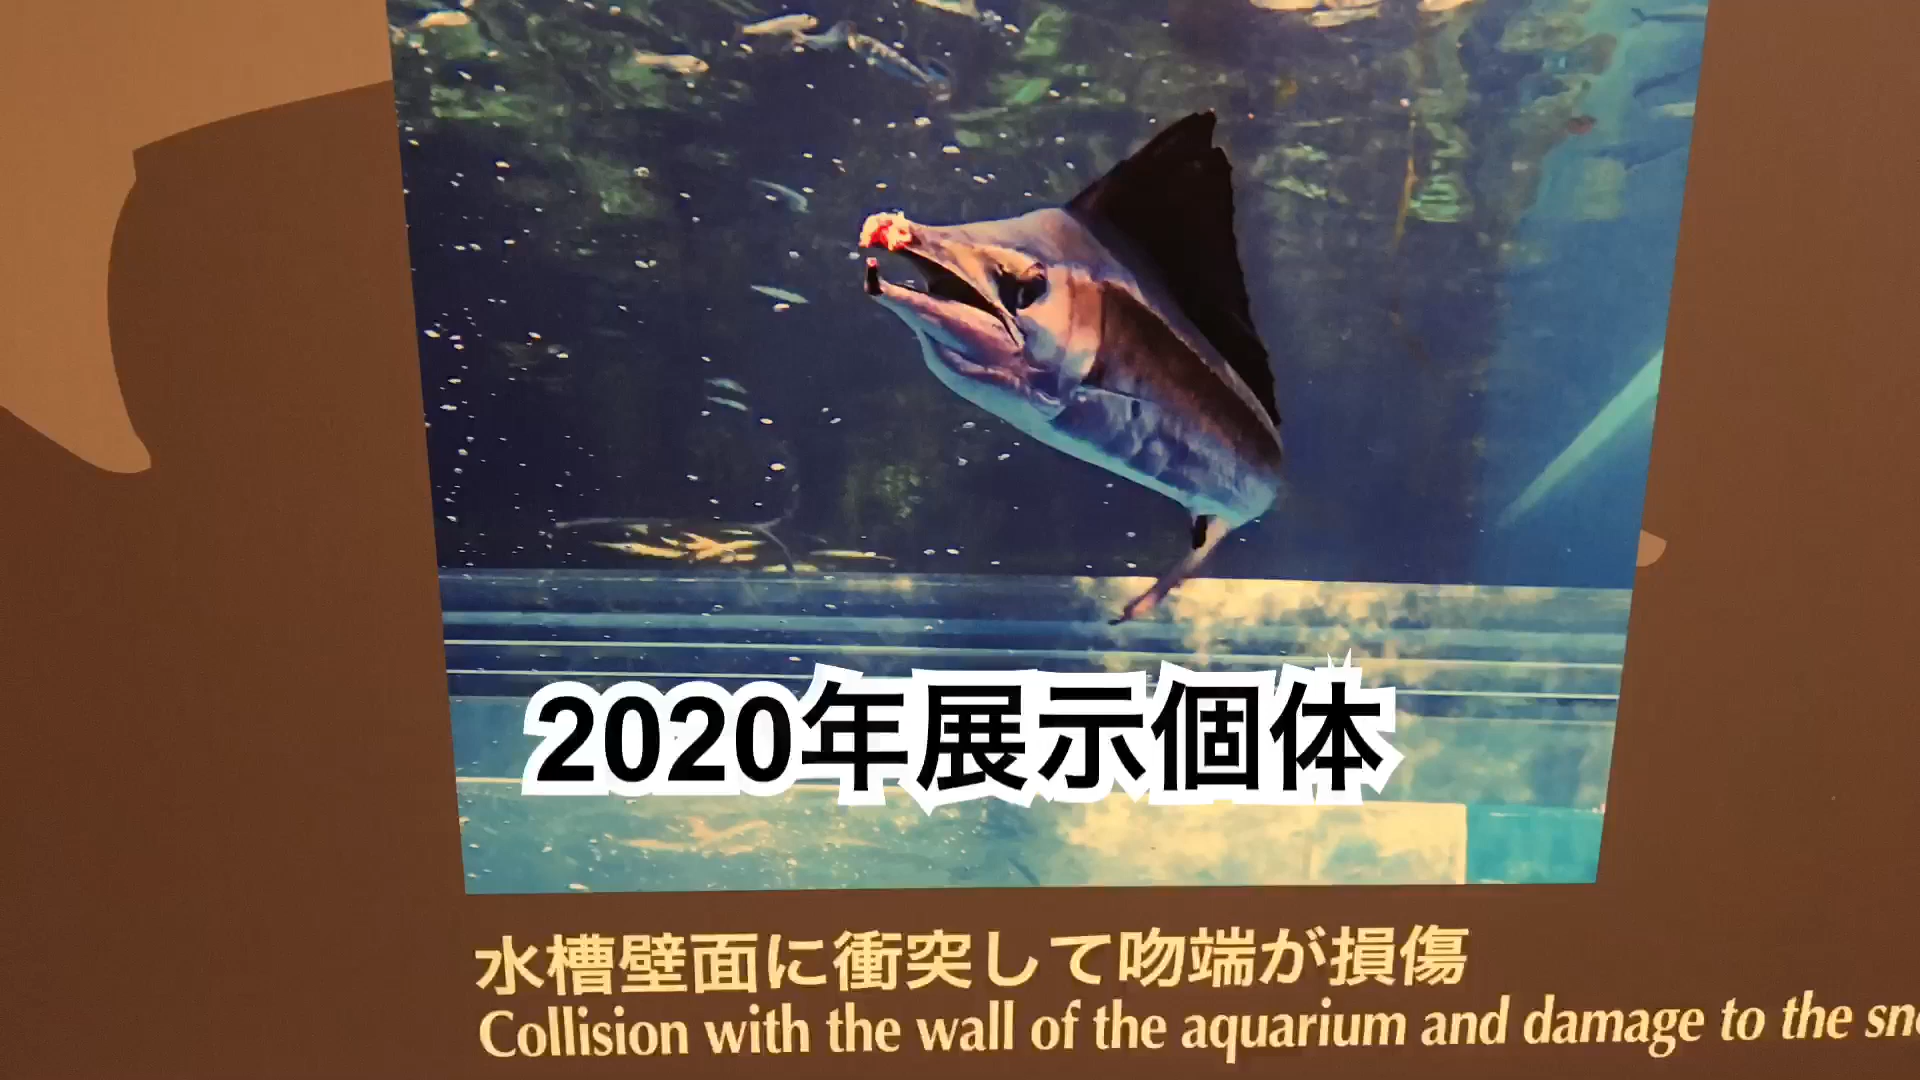 2020年展示個体
水槽壁面に衝突して吻端が損傷
Collision with the wall of the aquarium and damage to the